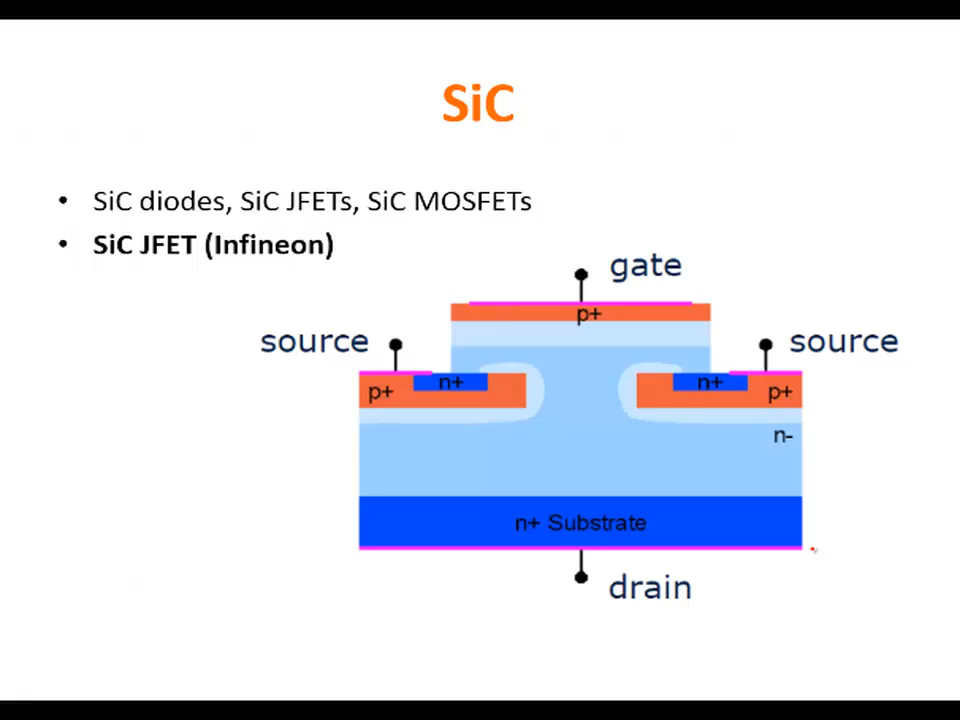 SiC
• SiC diodes, SiC JFETs, SiC MOSFETs
• SiC JFET (Infineon)
gate
p+
source
source
p+
n+
n+
p+
n-
n+ Substrate
drain